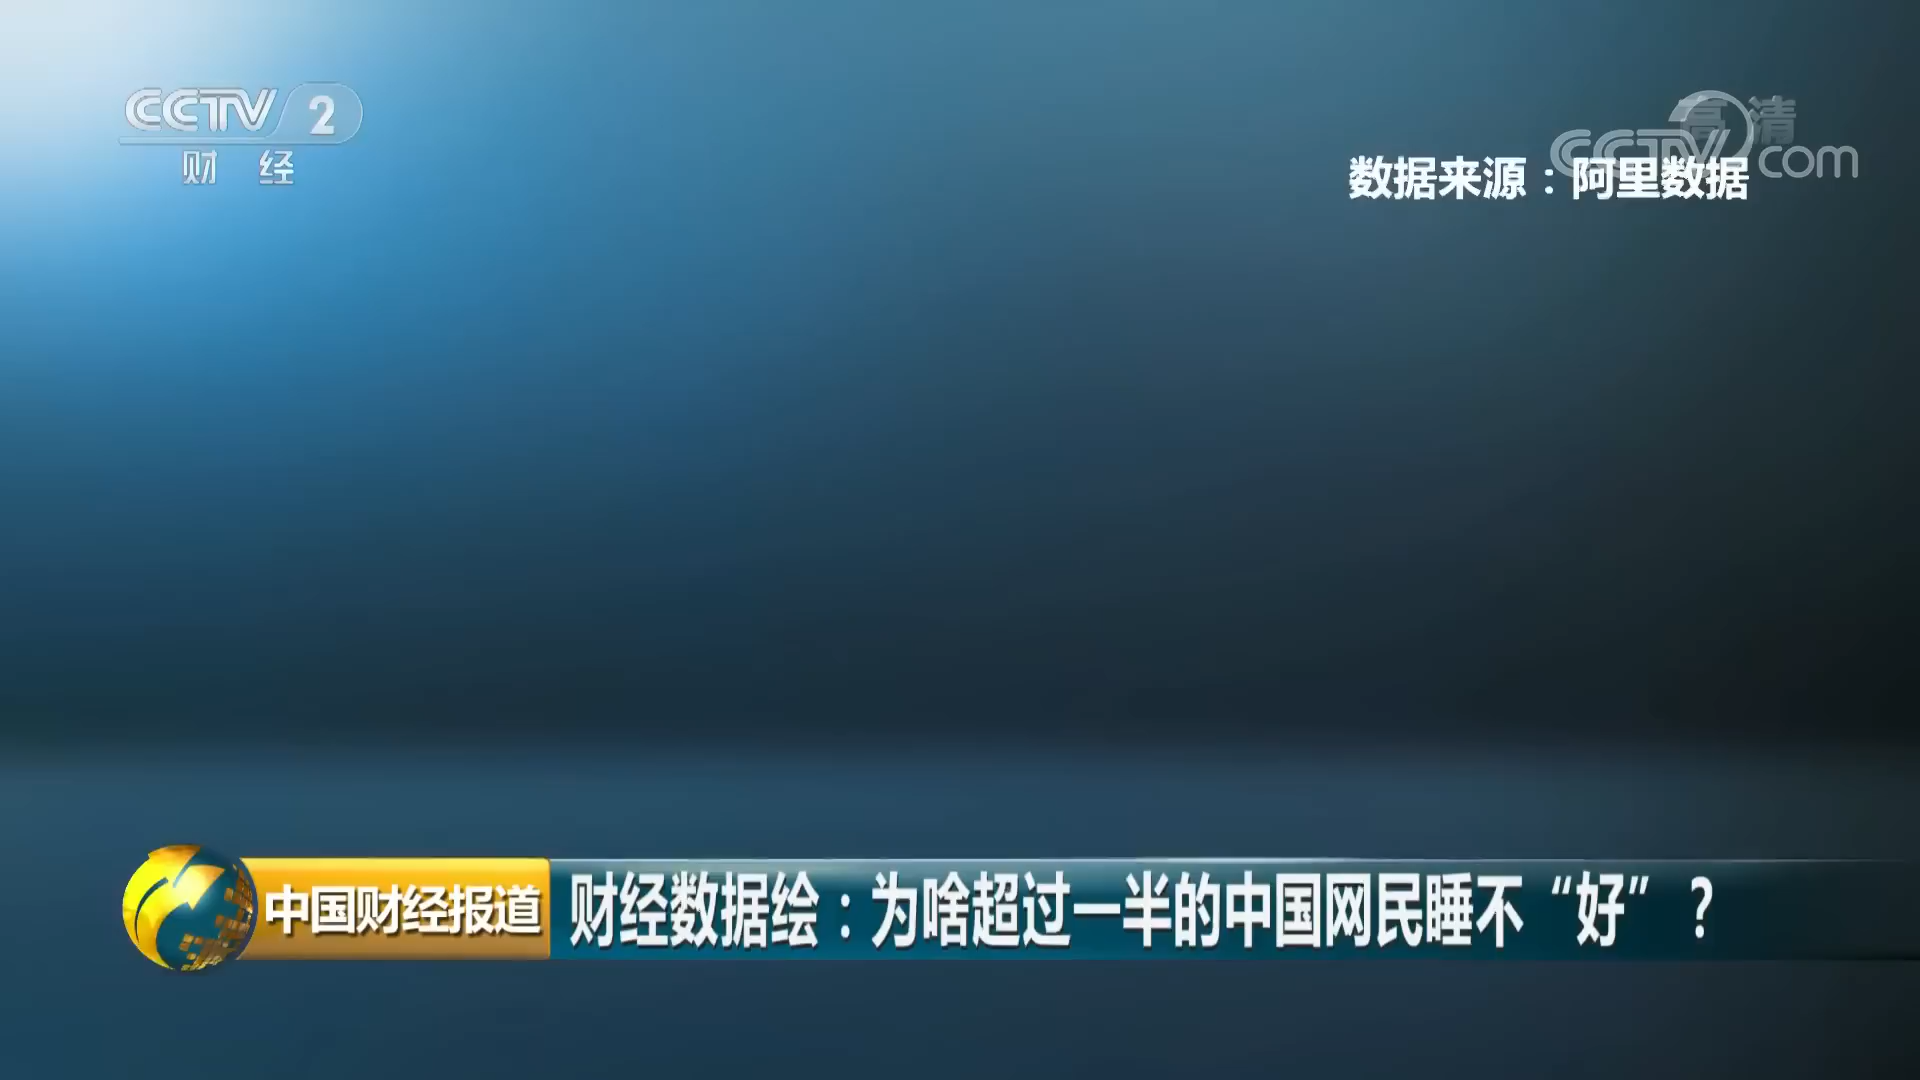 CCTV 2
财 经
高清
CCTV com
数据来源：阿里数据
中国财经报道
财经数据绘：为啥超过一半的中国网民睡不“好”？